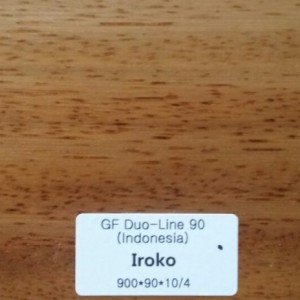 GF Duo-Line 90
(Indonesia)
Iroko
900*90*10/4